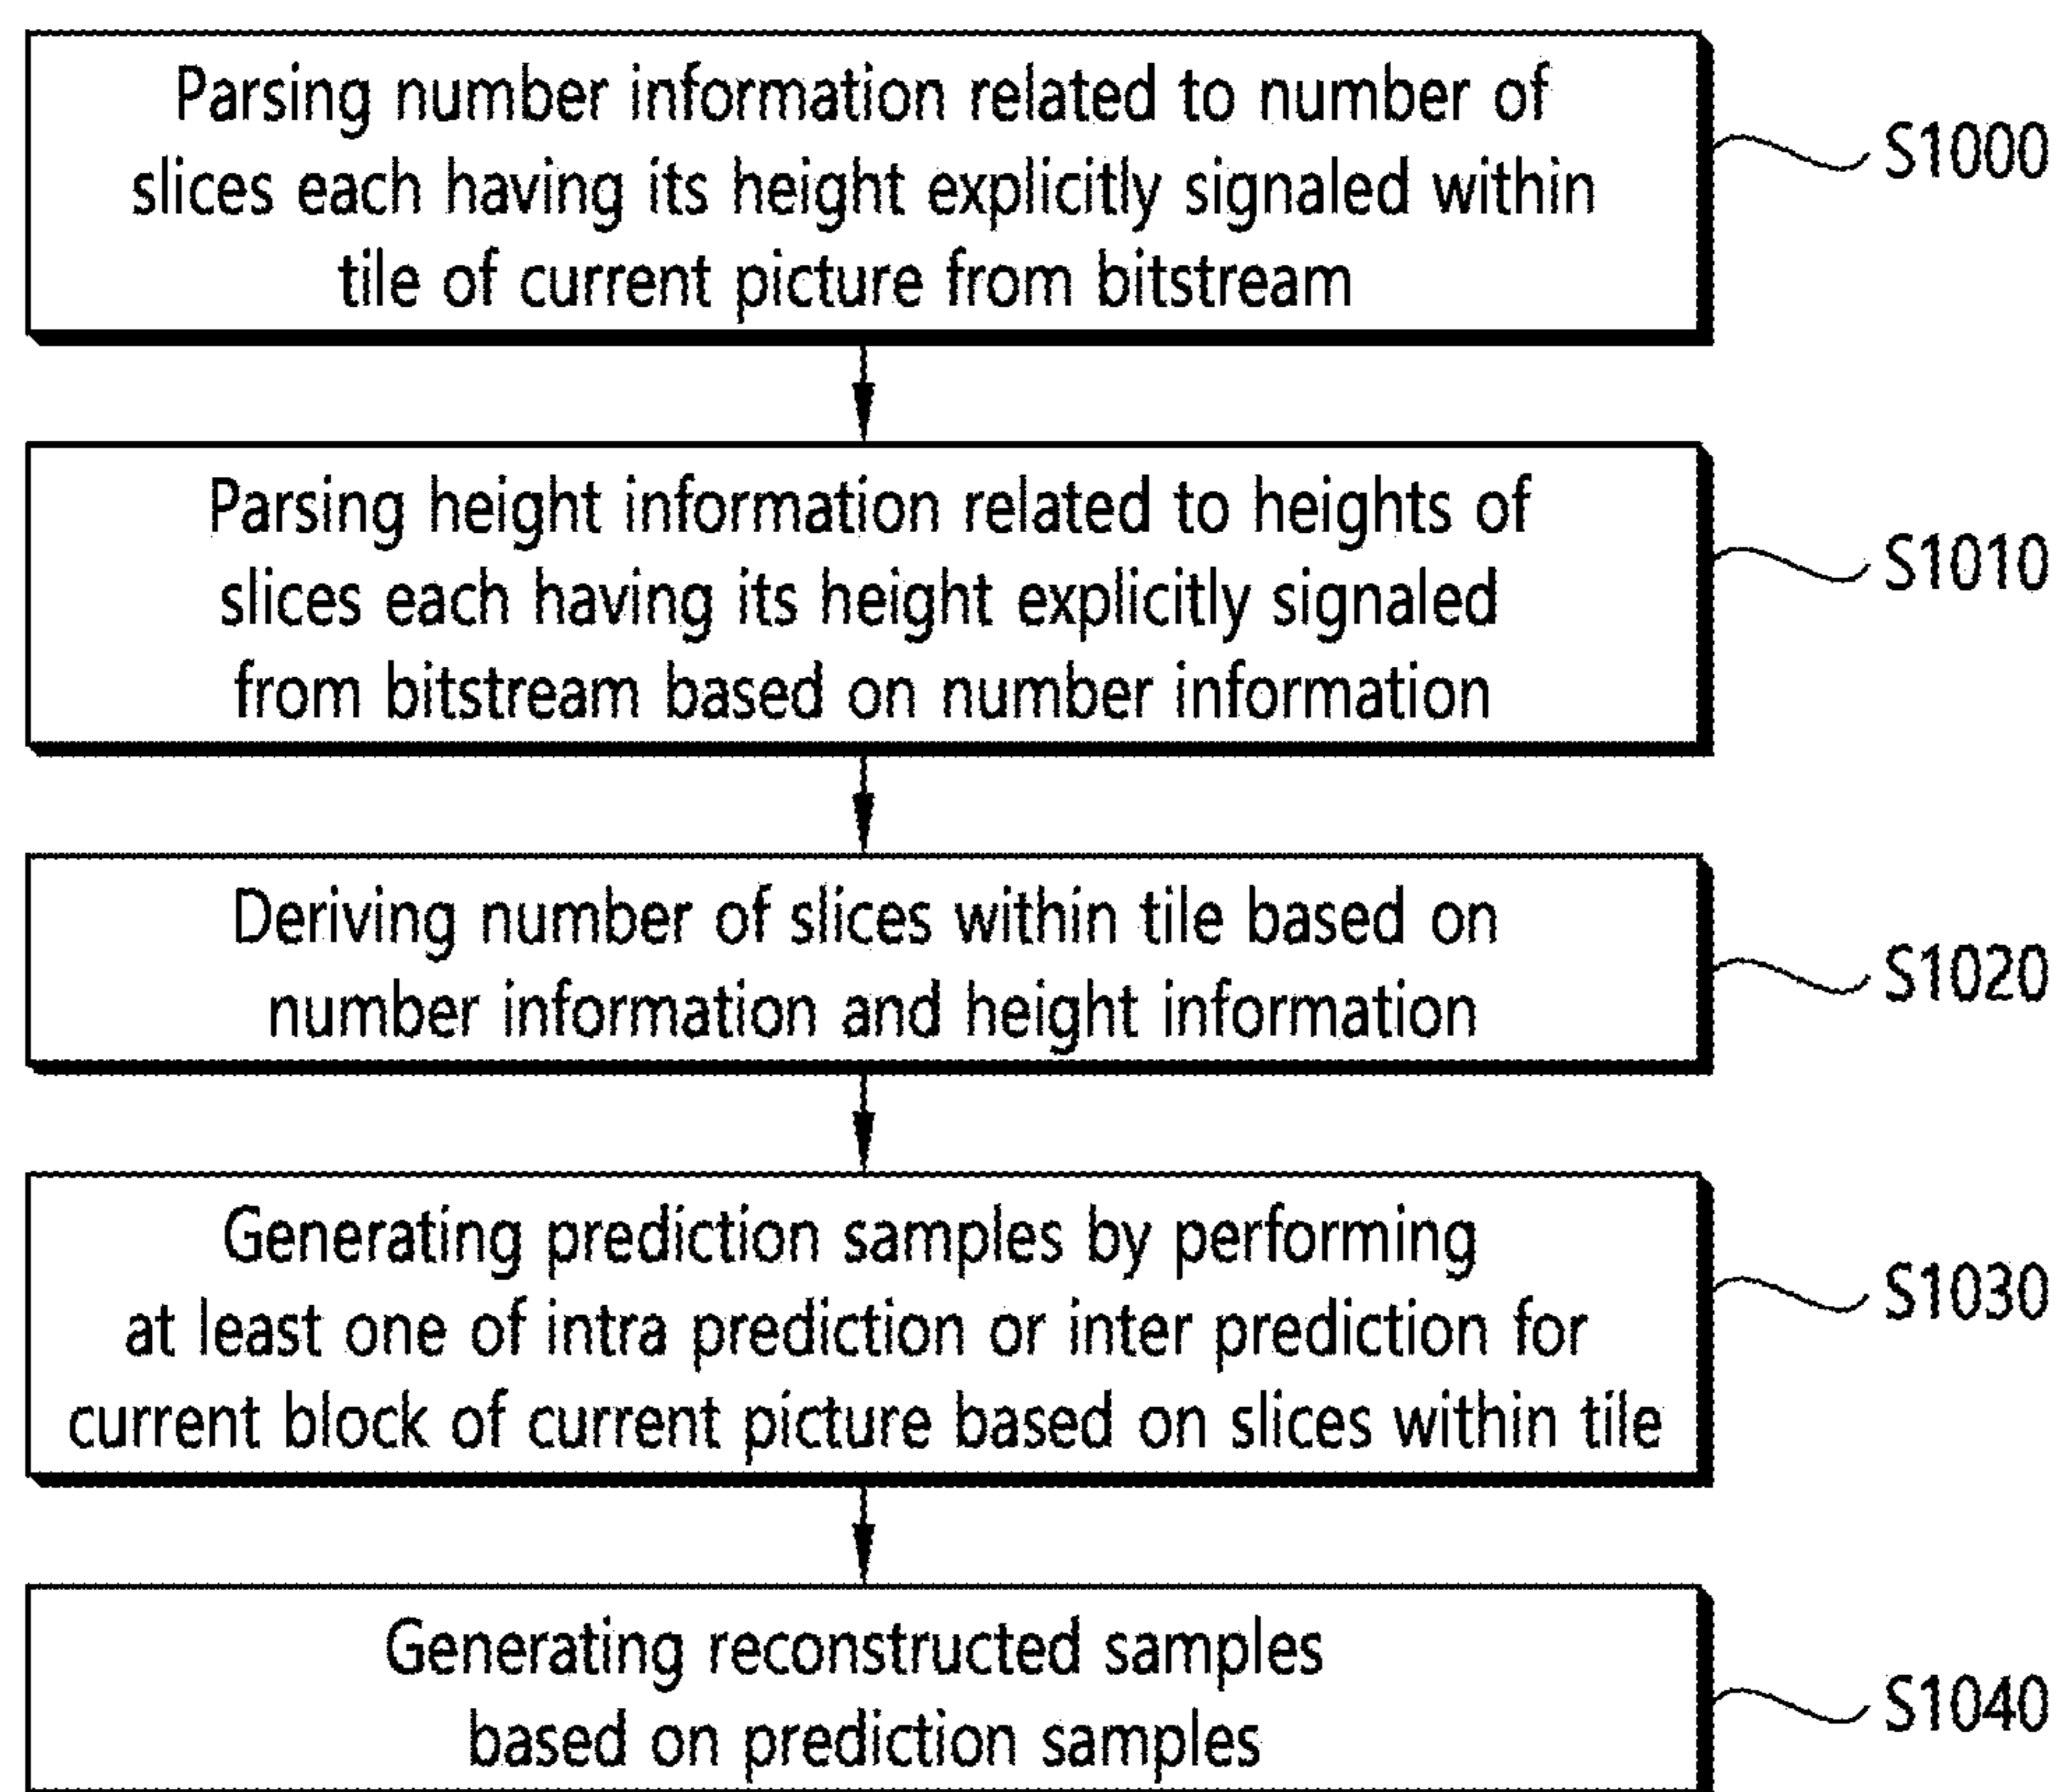 Parsing number information related to number of
slices each having its height explicitly signaled within
tile of current picture from bitstream
S1000
Parsing height information related to heights of
slices each having its height explicitly signaled
from bitstream based on number information
S1010
Deriving number of slices within tile based on
number information and height information
S1020
Generating prediction samples by performing
at least one of intra prediction or inter prediction for
current block of current picture based on slices within tile
S1030
Generating reconstructed samples
based on prediction samples
S1040